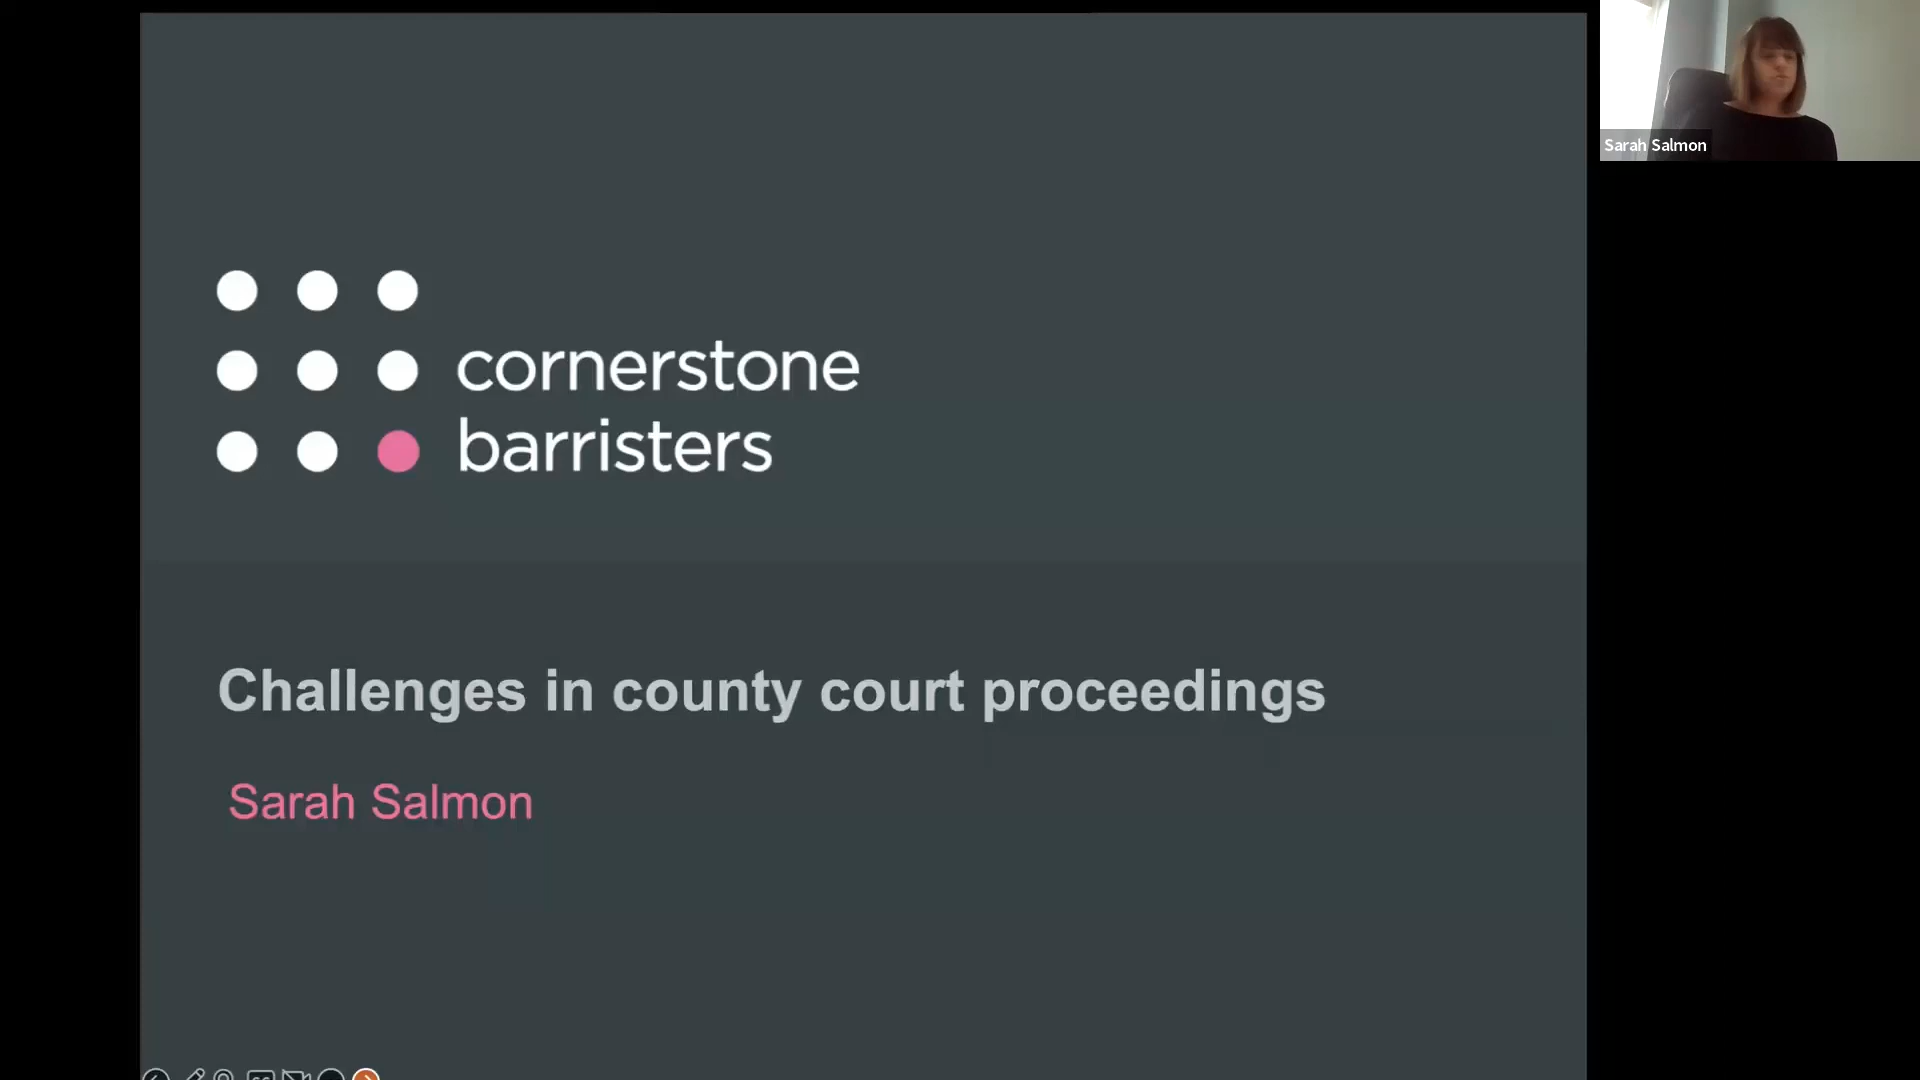 cornerstone
barristers
Challenges in county court proceedings
Sarah Salmon
Sarah Salmon